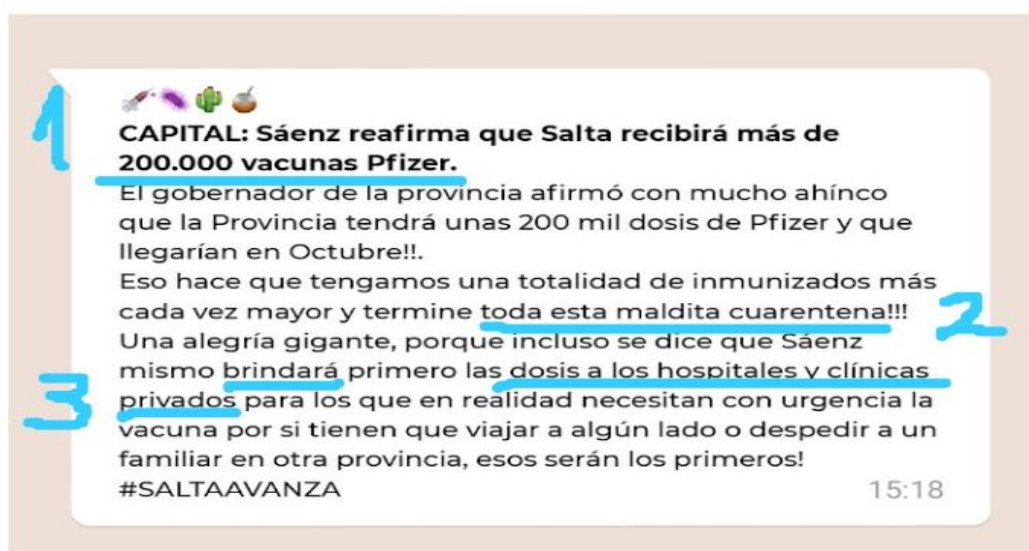 1
CAPITAL: Sáenz reafirma que Salta recibirá más de
200.000 vacunas Pfizer.
El gobernador de la provincia afirmó con mucho ahínco
que la Provincia tendrá unas 200 mil dosis de Pfizer y que
llegarían en Octubre!!.
Eso hace que tengamos una totalidad de inmunizados más
cada vez mayor y termine toda esta maldita cuarentena!!!
2
Una alegría gigante, porque incluso se dice que Sáenz
mismo brindará primero las dosis a los hospitales y clínicas
3
privados para los que en realidad necesitan con urgencia la
vacuna por si tienen que viajar a algún lado o despedir a un
familiar en otra provincia, esos serán los primeros!
#SALTAAVANZA
15:18